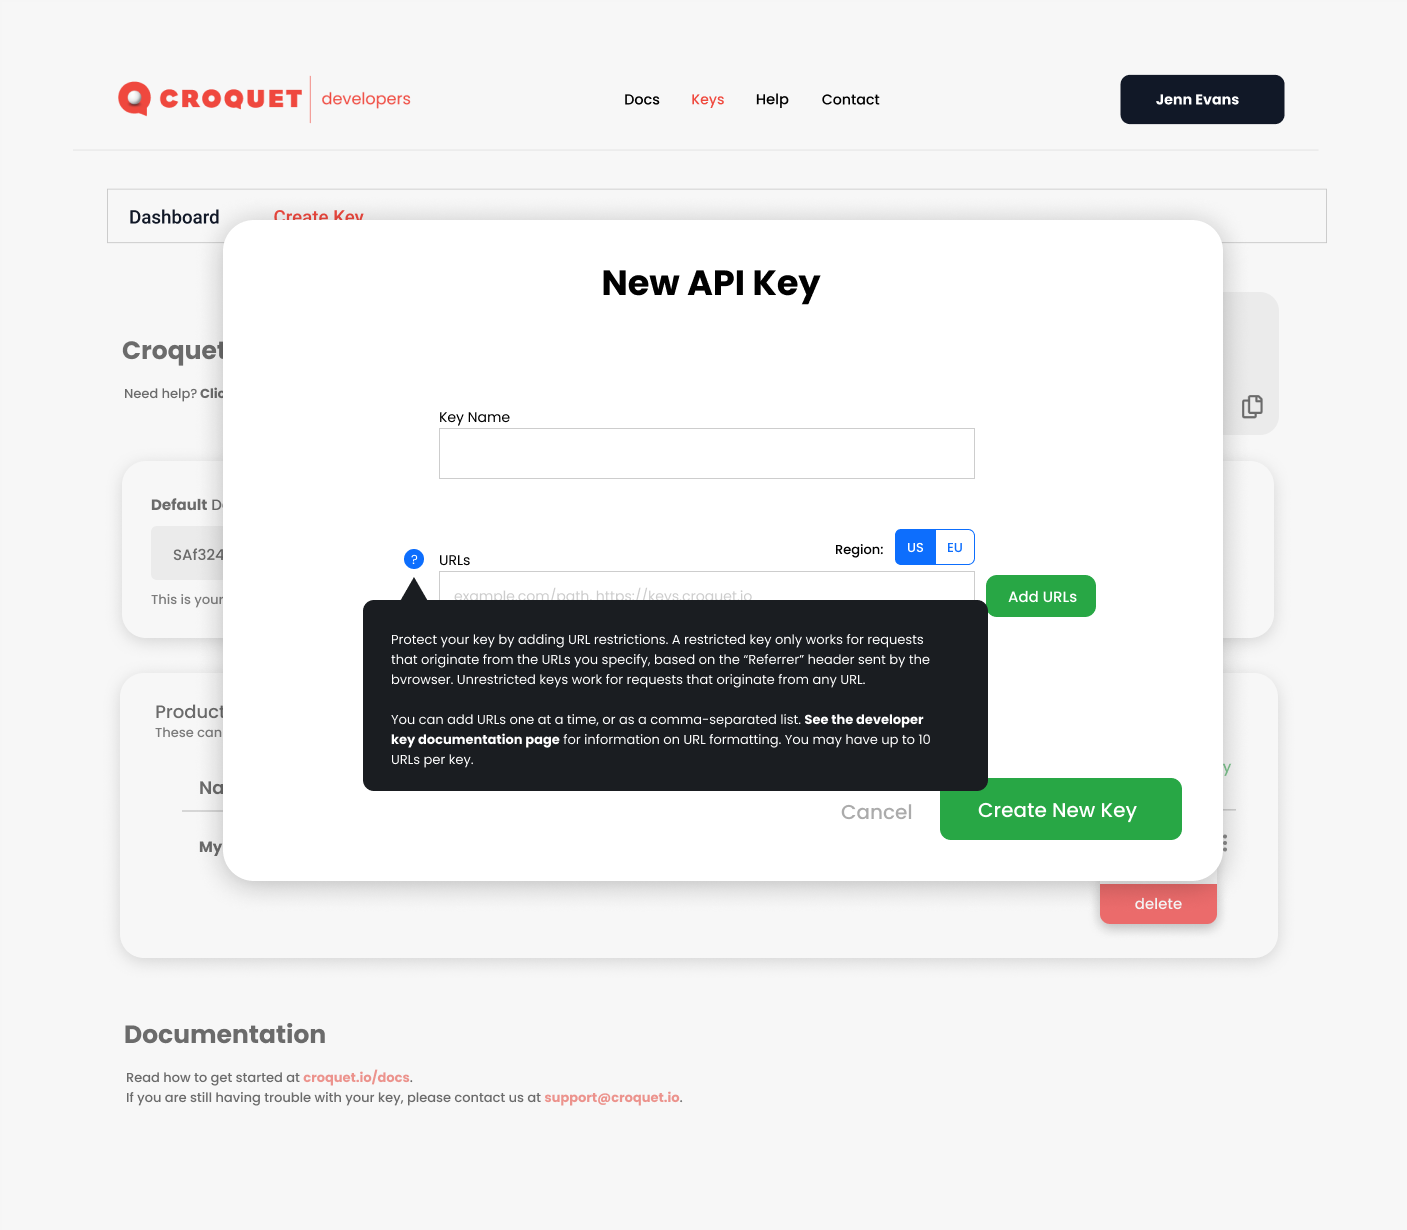 CROQUET developers
Docs Keys Help Contact
Jenn Evans
Dashboard Create Key
New API Key
Croquet
Need help? Clic
Key Name
Default D
SAf324
This is your
Region: US EU
? URLs
example.com/path, https://keys.croquet.io
Add URLs
Protect your key by adding URL restrictions. A restricted key only works for requests
that originate from the URLs you specify, based on the “Referrer” header sent by the
bvrowser. Unrestricted keys work for requests that originate from any URL.
You can add URLs one at a time, or as a comma-separated list. See the developer
key documentation page for information on URL formatting. You may have up to 10
URLs per key.
Product
These can
y
Na
My
Cancel
Create New Key
delete
Documentation
Read how to get started at croquet.io/docs.
If you are still having trouble with your key, please contact us at support@croquet.io.